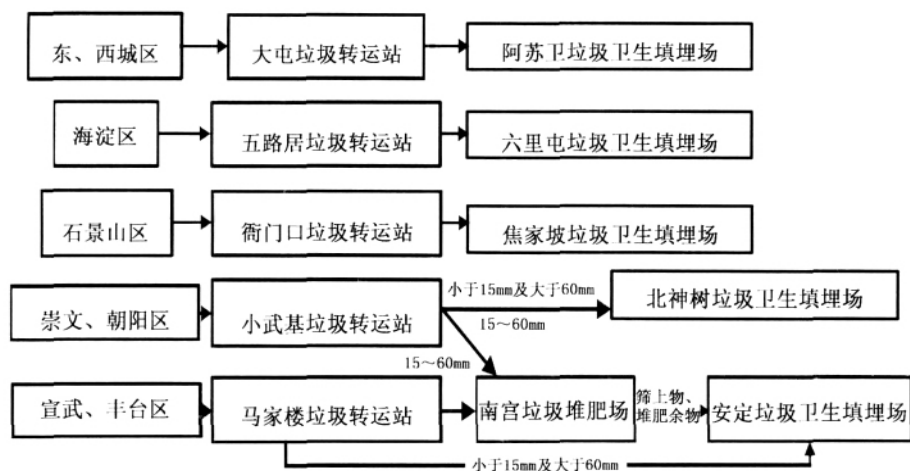 东、西城区
大屯垃圾转运站
阿苏卫垃圾卫生填埋场
海淀区
五路居垃圾转运站
六里屯垃圾卫生填埋场
石景山区
衙门口垃圾转运站
焦家坡垃圾卫生填埋场
崇文、朝阳区
小武基垃圾转运站
小于15mm及大于60mm
15～60mm
北神树垃圾卫生填埋场
15～60mm
宣武、丰台区
马家楼垃圾转运站
南宫垃圾堆肥场
筛上物、
堆肥余物
安定垃圾卫生填埋场
小于15mm及大于60mm